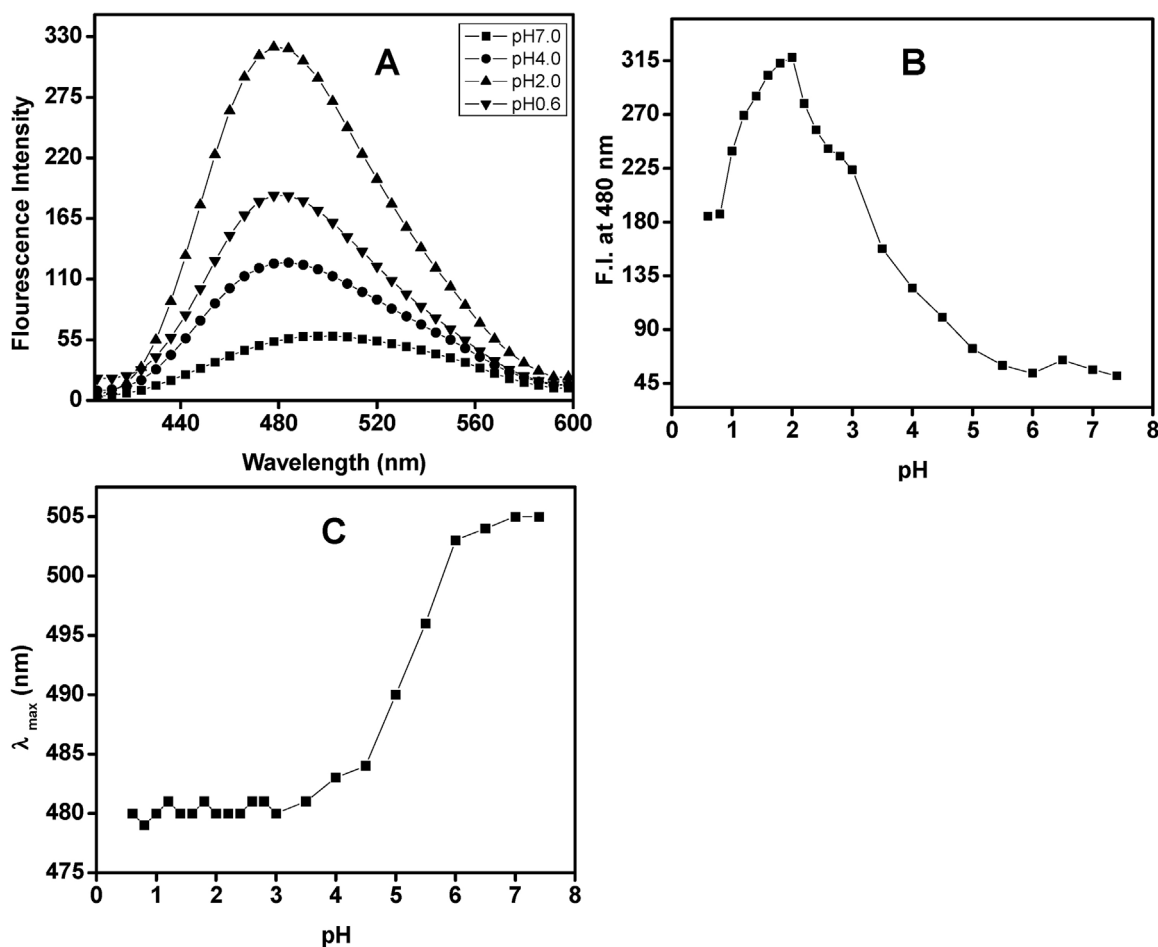 A
pH7.0
pH4.0
pH2.0
pH0.6
Flourescence Intensity
330
275
220
165
110
55
0
440 480 520 560 600
Wavelength (nm)
B
F.I. at 480 nm
315
270
225
180
135
90
45
0 1 2 3 4 5 6 7 8
pH
C
λ max (nm)
505
500
495
490
485
480
475
0 1 2 3 4 5 6 7 8
pH